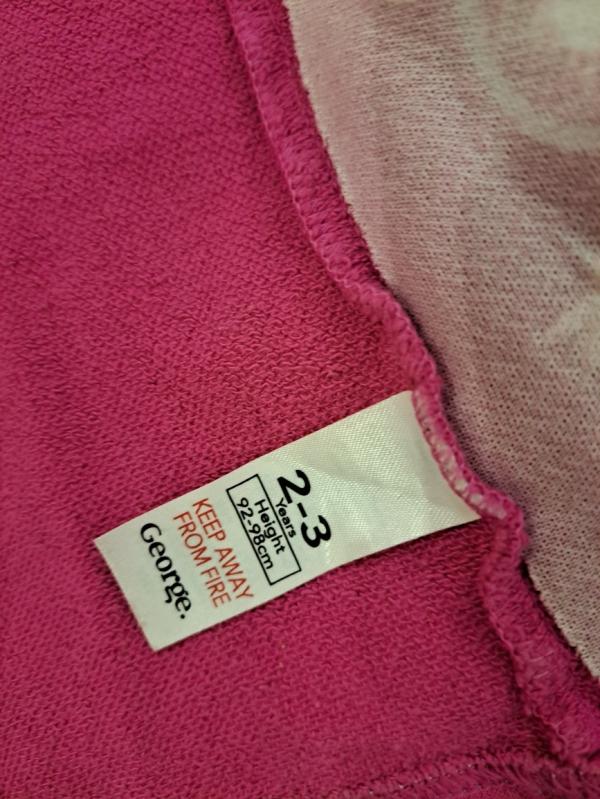 2-3
Years
Height
92-98cm
KEEP AWAY
FROM FIRE
George.